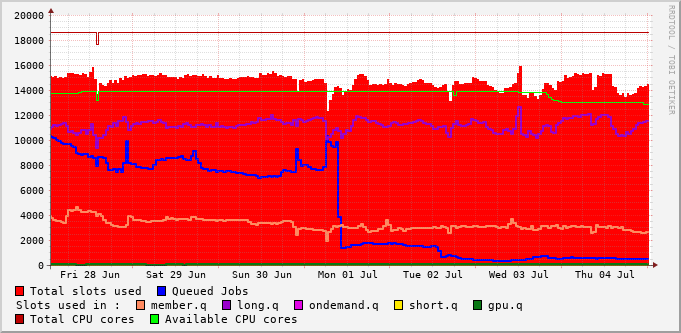 20000
18000
16000
14000
12000
10000
8000
6000
4000
2000
0
Fri 28 Jun Sat 29 Jun Sun 30 Jun Mon 01 Jul Tue 02 Jul Wed 03 Jul Thu 04 Jul
Total slots used Queued Jobs
Slots used in : member.q long.q ondemand.q short.q gpu.q
Total CPU cores Available CPU cores
RRDTOOL / TOBI OETIKER